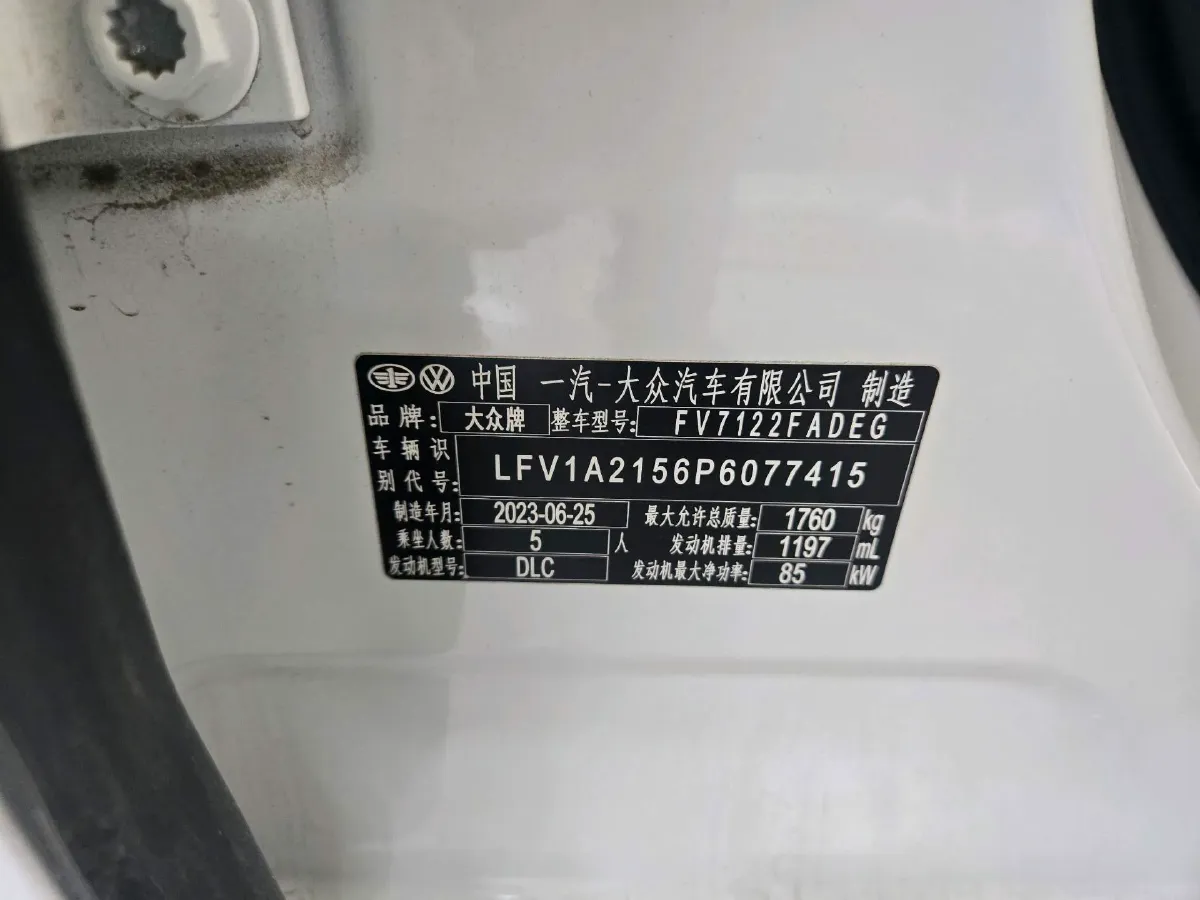 中国 一汽-大众汽车有限公司 制造
品牌: 大众牌 整车型号: FV7122FADEG
车辆识别代号: LFV1A2156P6077415
制造年月: 2023-06-25 最大允许总质量: 1760 kg
乘坐人数: 5 人 发动机排量: 1197 mL
发动机型号: DLC 发动机最大净功率: 85 kW